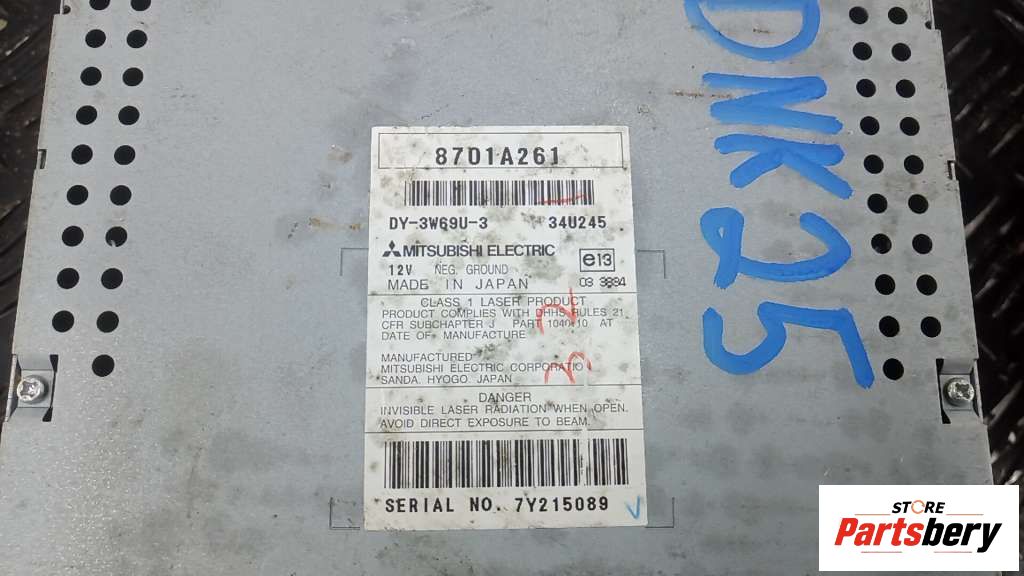 8701A261
DY-3W69U-3 34U245
MITSUBISHI ELECTRIC
12V NEG. GROUND
e13
MADE IN JAPAN 03 3884
CLASS 1 LASER PRODUCT
PRODUCT COMPLIES WITH DHHS RULES 21
CFR SUBCHAPTER J PART 1040.10 AT
DATE OF MANUFACTURE
MANUFACTURED
MITSUBISHI ELECTRIC CORPORATIO
SANDA. HYOGO. JAPAN
DANGER
INVISIBLE LASER RADIATION WHEN OPEN.
AVOID DIRECT EXPOSURE TO BEAM.
SERIAL NO. 7Y215089
32
DNK25
STORE
Partsbery